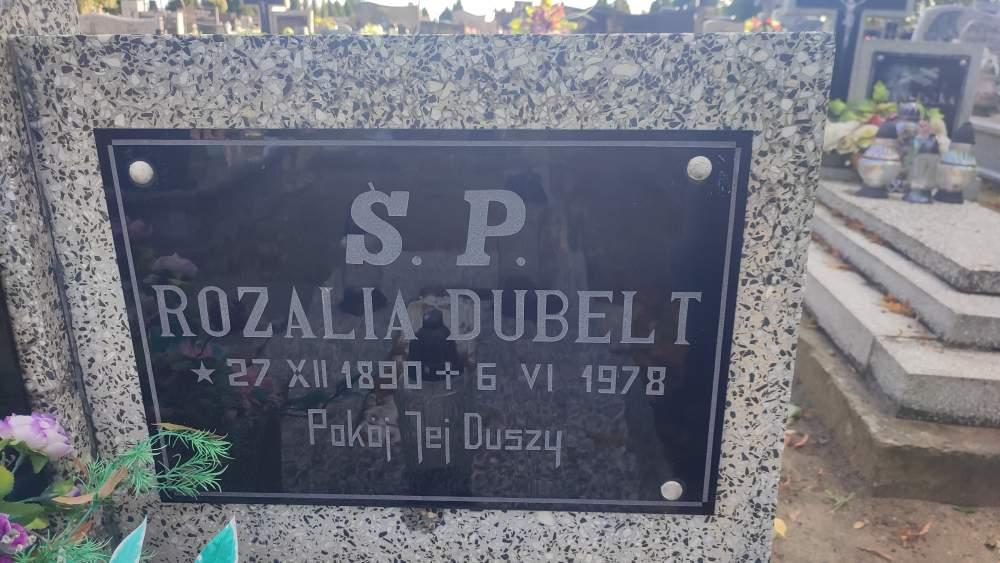 Ś. P.
ROZALIA DUBELT
★ 27 XII 1890 ✝ 6 VI 1978
Pokój Jej Duszy